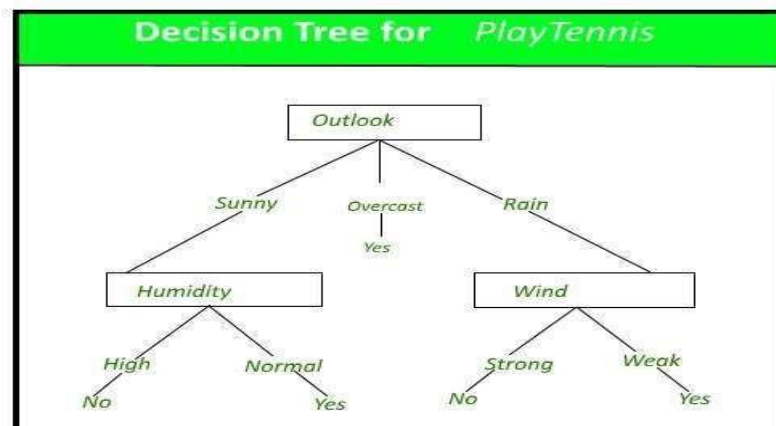 Decision Tree for PlayTennis
Outlook
Sunny Overcast Rain
Yes
Humidity Wind
High Normal Strong Weak
No Yes No Yes